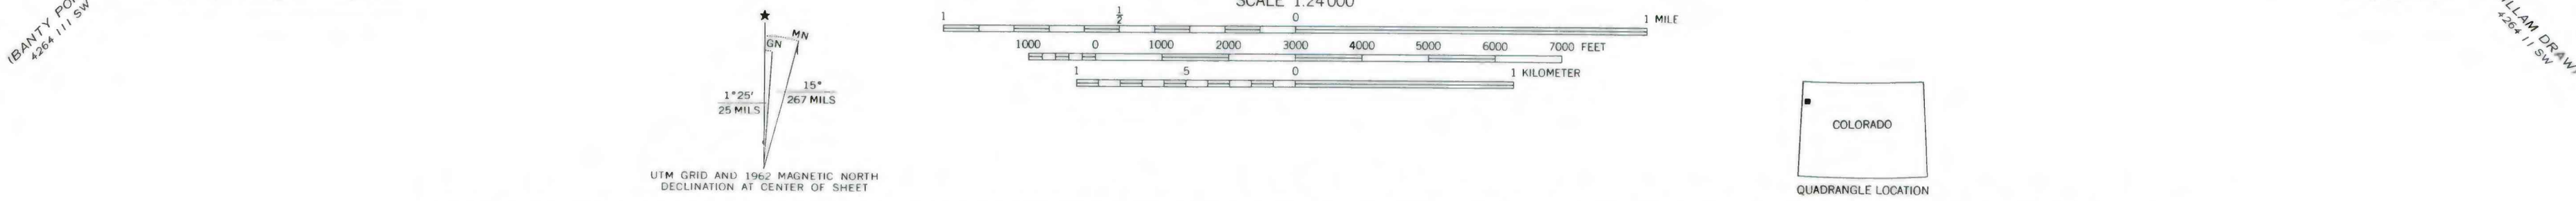 (BANTY PO
4264 III SW
★
GN
MN
1°25'
25 MILS
15°
267 MILS
UTM GRID AND 1962 MAGNETIC NORTH
DECLINATION AT CENTER OF SHEET
SCALE 1:24 000
1 1/2 0 1 MILE
1000 0 1000 2000 3000 4000 5000 6000 7000 FEET
1 .5 0 1 KILOMETER
COLORADO
QUADRANGLE LOCATION
LLAM DRAW)
4264 II SW